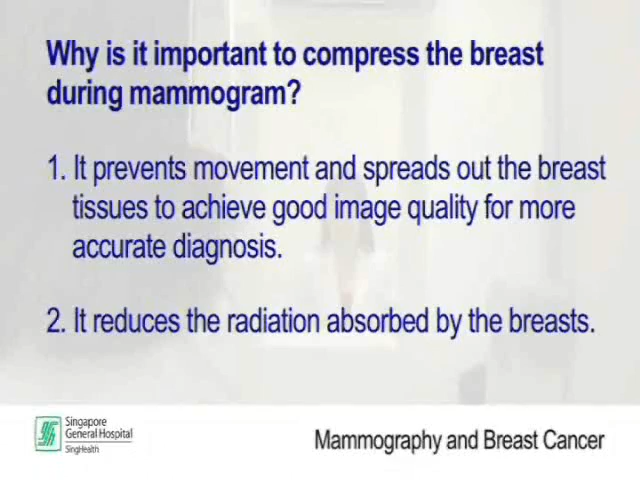 Why is it important to compress the breast
during mammogram?
1. It prevents movement and spreads out the breast
tissues to achieve good image quality for more
accurate diagnosis.
2. It reduces the radiation absorbed by the breasts.
Singapore
General Hospital
SingHealth
Mammography and Breast Cancer